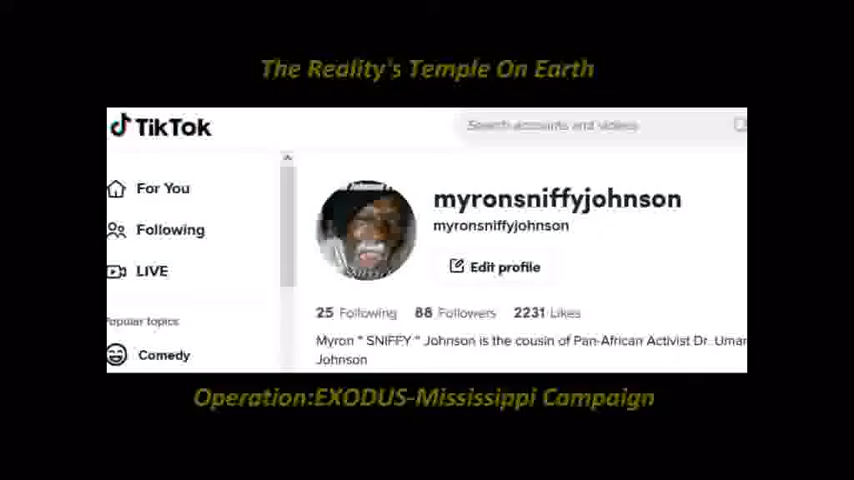 The Reality's Temple On Earth
TikTok
Search accounts and videos
For You
Following
LIVE
Popular topics
Comedy
myronsniffyjohnson
myronsniffyjohnson
Edit profile
25 Following 88 Followers 2231 Likes
Myron " SNIFFY " Johnson is the cousin of Pan-African Activist Dr. Umar
Johnson
Operation:EXODUS-Mississippi Campaign